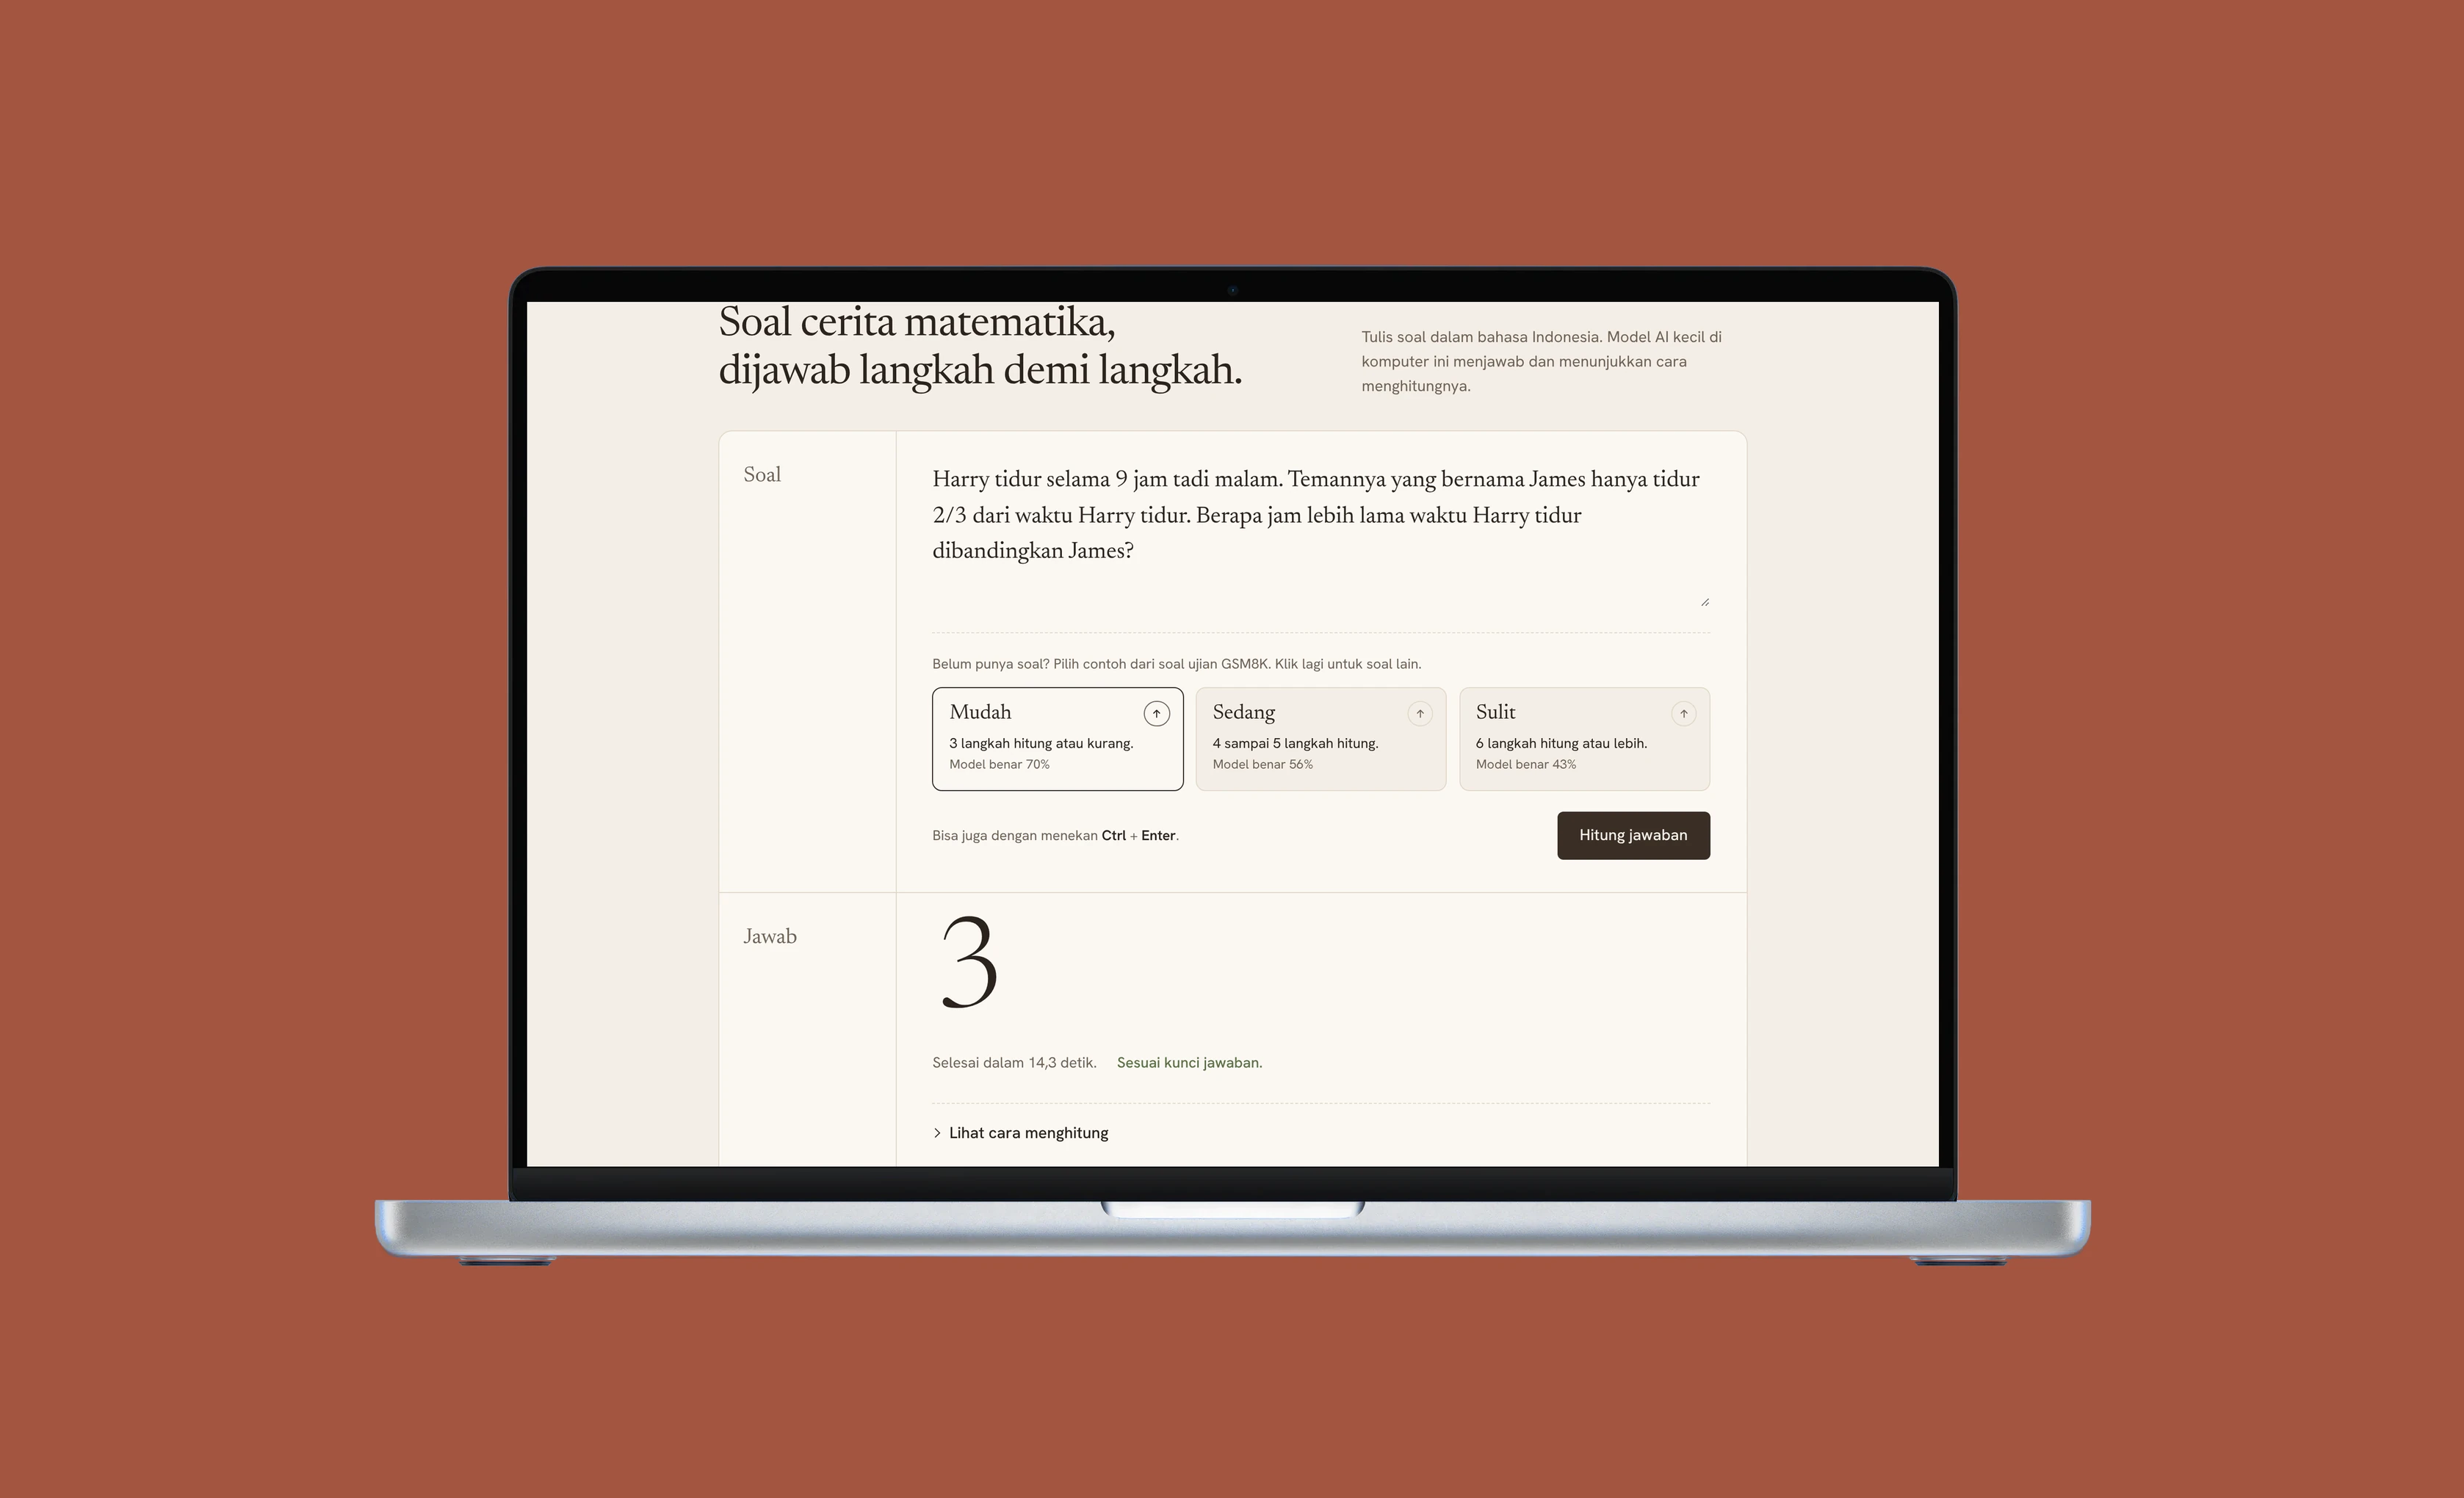 Soal cerita matematika,
dijawab langkah demi langkah.
Tulis soal dalam bahasa Indonesia. Model AI kecil di
komputer ini menjawab dan menunjukkan cara
menghitungnya.
Soal
Harry tidur selama 9 jam tadi malam. Temannya yang bernama James hanya tidur
2/3 dari waktu Harry tidur. Berapa jam lebih lama waktu Harry tidur
dibandingkan James?
Belum punya soal? Pilih contoh dari soal ujian GSM8K. Klik lagi untuk soal lain.
Mudah
3 langkah hitung atau kurang.
Model benar 70%
Sedang
4 sampai 5 langkah hitung.
Model benar 56%
Sulit
6 langkah hitung atau lebih.
Model benar 43%
Bisa juga dengan menekan Ctrl + Enter.
Hitung jawaban
Jawab
3
Selesai dalam 14,3 detik. Sesuai kunci jawaban.
Lihat cara menghitung